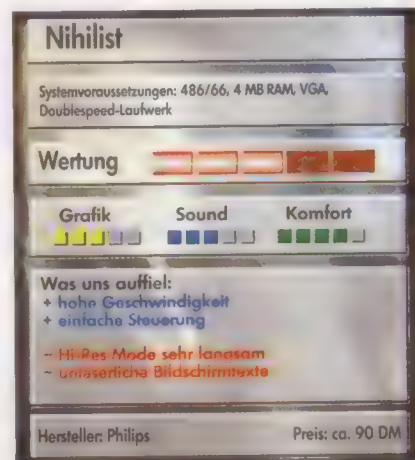 Nihilist
Systemvoraussetzungen: 486/66, 4 MB RAM, VGA,
Doublespeed-Laufwerk
Wertung
Grafik Sound Komfort
Was uns auffiel:
+ hohe Geschwindigkeit
+ einfache Steuerung
– Hi-Res Mode sehr langsam
– unleserliche Bildschirmtexte
Hersteller: Philips Preis: ca. 90 DM